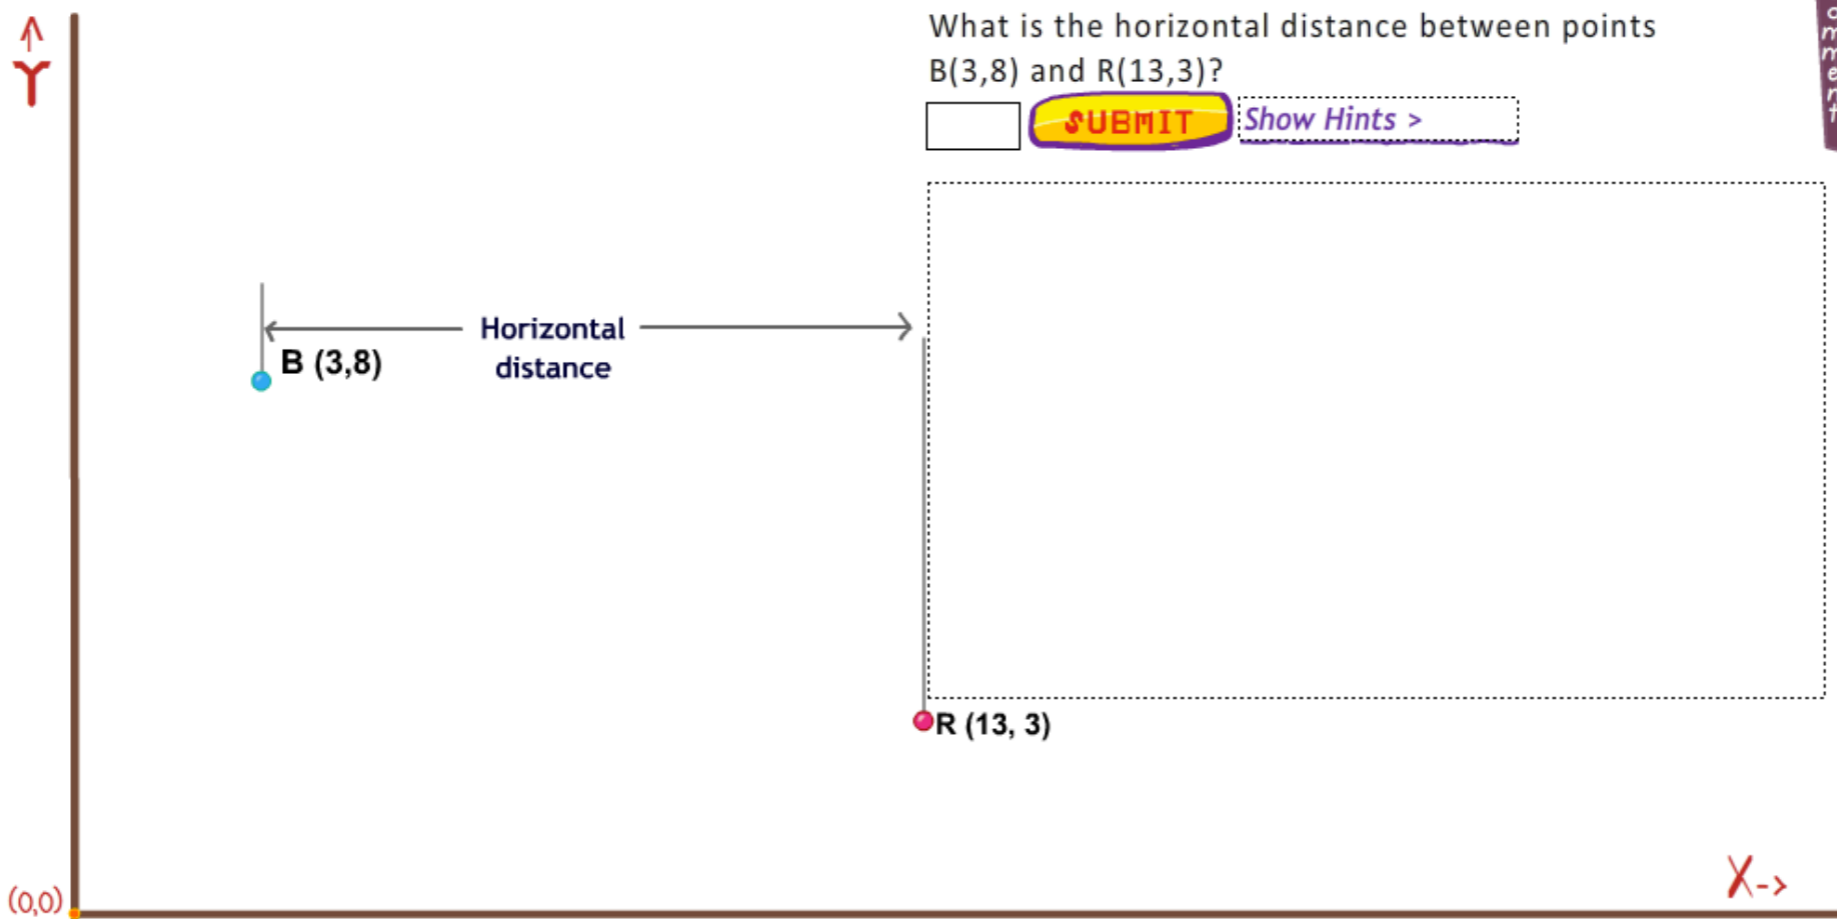 What is the horizontal distance between points
B(3,8) and R(13,3)?
SUBMIT
Show Hints >
↑
Y
Horizontal
distance
B (3,8)
R (13, 3)
(0,0)
X->